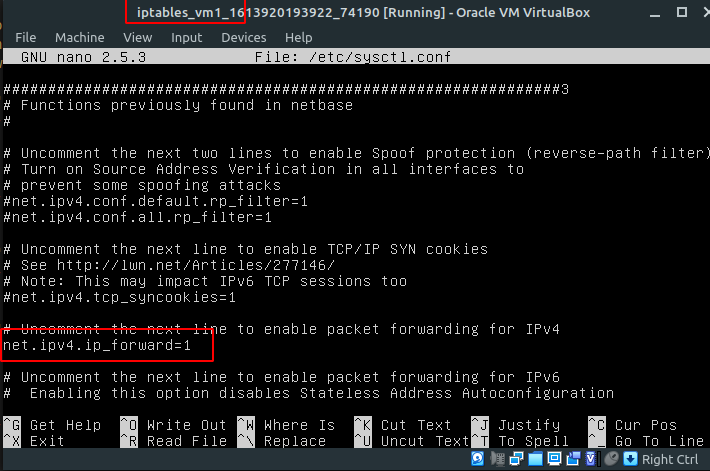 iptables_vm1_1613920193922_74190 [Running] - Oracle VM VirtualBox
File Machine View Input Devices Help
GNU nano 2.5.3 File: /etc/sysctl.conf
##############################################################3
# Functions previously found in netbase
#
# Uncomment the next two lines to enable Spoof protection (reverse-path filter)
# Turn on Source Address Verification in all interfaces to
# prevent some spoofing attacks
#net.ipv4.conf.default.rp_filter=1
#net.ipv4.conf.all.rp_filter=1
# Uncomment the next line to enable TCP/IP SYN cookies
# See http://lwn.net/Articles/277146/
# Note: This may impact IPv6 TCP sessions too
#net.ipv4.tcp_syncookies=1
# Uncomment the next line to enable packet forwarding for IPv4
net.ipv4.ip_forward=1
# Uncomment the next line to enable packet forwarding for IPv6
#  Enabling this option disables Stateless Address Autoconfiguration
^G Get Help ^O Write Out ^W Where Is ^K Cut Text ^J Justify ^C Cur Pos
^X Exit ^R Read File ^\ Replace ^U Uncut Text ^T To Spell ^_ Go To Line
Right Ctrl